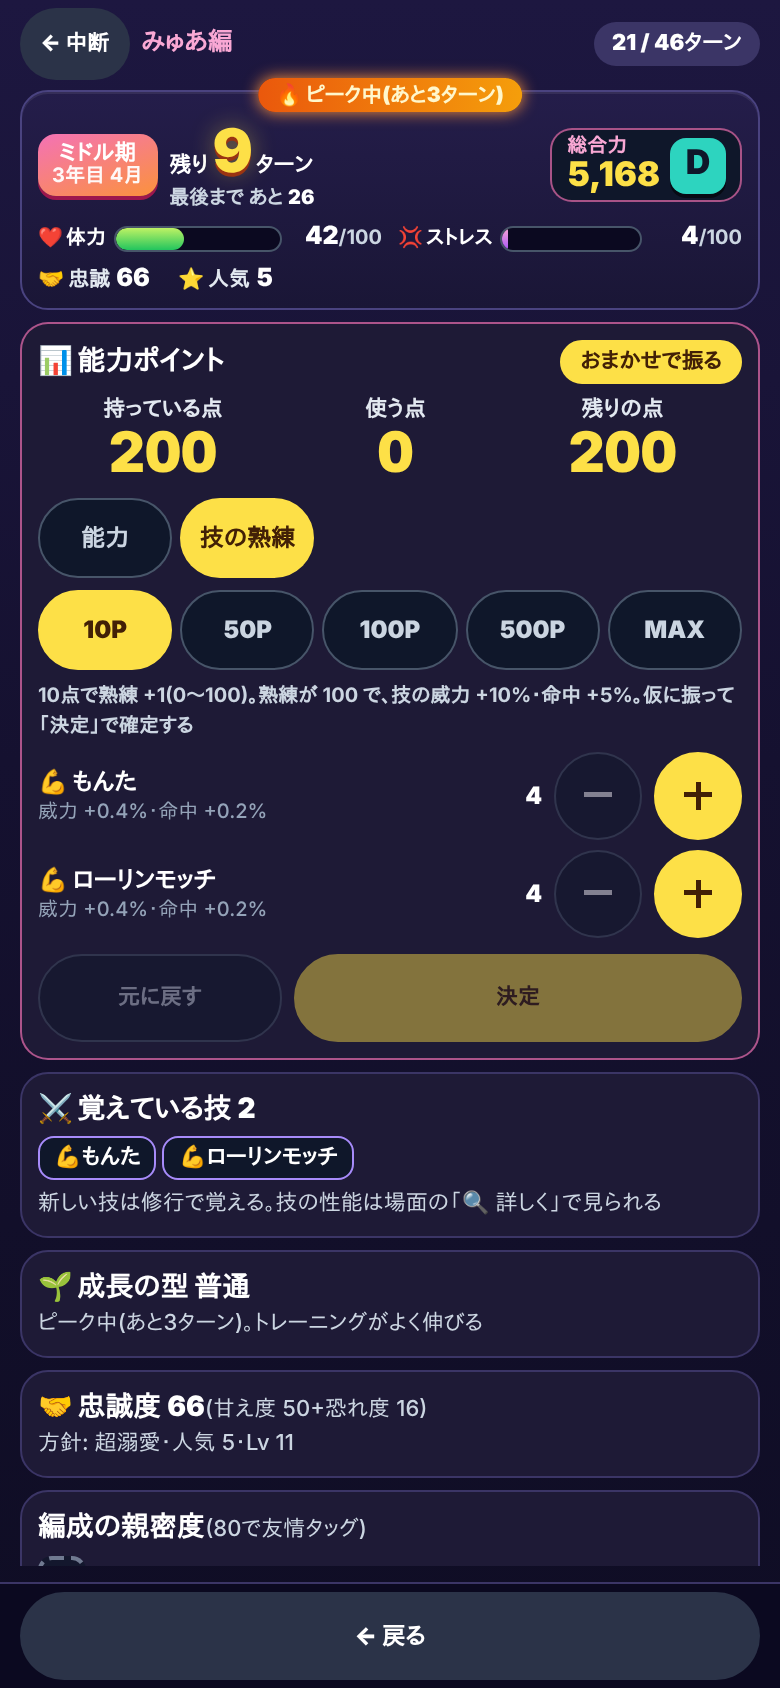 ← 中断
みゅあ編
21 / 46ターン
🔥 ピーク中(あと3ターン)
ミドル期
3年目 4月
残り 9 ターン
最後まで あと 26
総合力
5,168
D
❤️ 体力 42/100
💢 ストレス 4/100
🤝 忠誠 66
⭐ 人気 5
📊 能力ポイント
おまかせで振る
持っている点 使う点 残りの点
200 0 200
能力 技の熟練
10P 50P 100P 500P MAX
10点で熟練 +1(0〜100)。熟練が 100 で、技の威力 +10%・命中 +5%。仮に振って
「決定」で確定する
💪 もんた
威力 +0.4%・命中 +0.2%
4 − +
💪 ローリンモッチ
威力 +0.4%・命中 +0.2%
4 − +
元に戻す 決定
⚔️ 覚えている技 2
💪もんた 💪ローリンモッチ
新しい技は修行で覚える。技の性能は場面の「🔍 詳しく」で見られる
🌱 成長の型 普通
ピーク中(あと3ターン)。トレーニングがよく伸びる
🤝 忠誠度 66(甘え度 50+恐れ度 16)
方針: 超溺愛・人気 5・Lv 11
編成の親密度(80で友情タッグ)
← 戻る